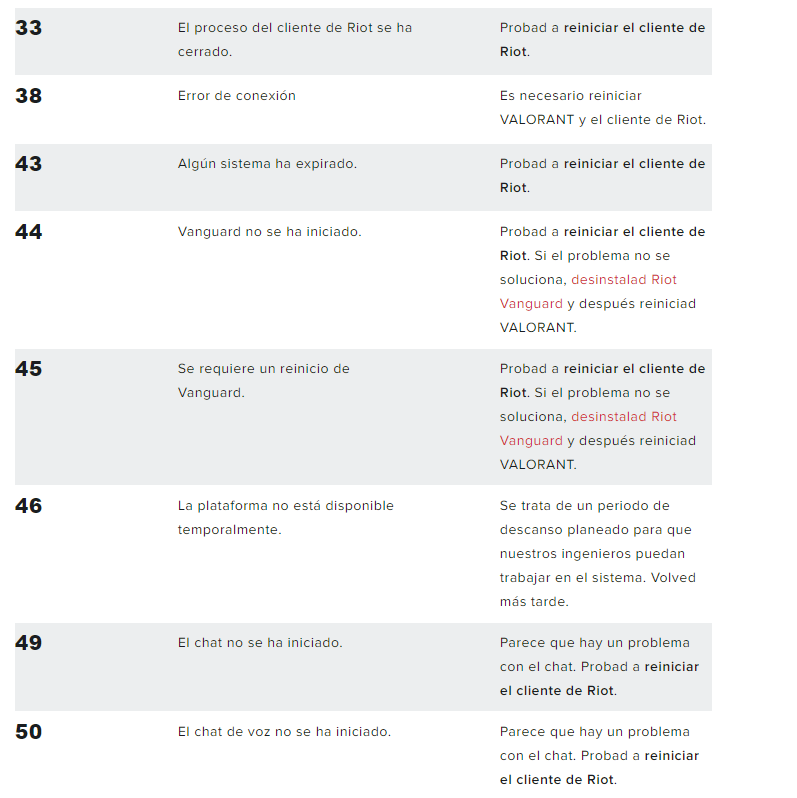 33
El proceso del cliente de Riot se ha
cerrado.
Probad a reiniciar el cliente de
Riot.
38
Error de conexión
Es necesario reiniciar
VALORANT y el cliente de Riot.
43
Algún sistema ha expirado.
Probad a reiniciar el cliente de
Riot.
44
Vanguard no se ha iniciado.
Probad a reiniciar el cliente de
Riot. Si el problema no se
soluciona, desinstalad Riot
Vanguard y después reiniciad
VALORANT.
45
Se requiere un reinicio de
Vanguard.
Probad a reiniciar el cliente de
Riot. Si el problema no se
soluciona, desinstalad Riot
Vanguard y después reiniciad
VALORANT.
46
La plataforma no está disponible
temporalmente.
Se trata de un periodo de
descanso planeado para que
nuestros ingenieros puedan
trabajar en el sistema. Volved
más tarde.
49
El chat no se ha iniciado.
Parece que hay un problema
con el chat. Probad a reiniciar
el cliente de Riot.
50
El chat de voz no se ha iniciado.
Parece que hay un problema
con el chat. Probad a reiniciar
el cliente de Riot.